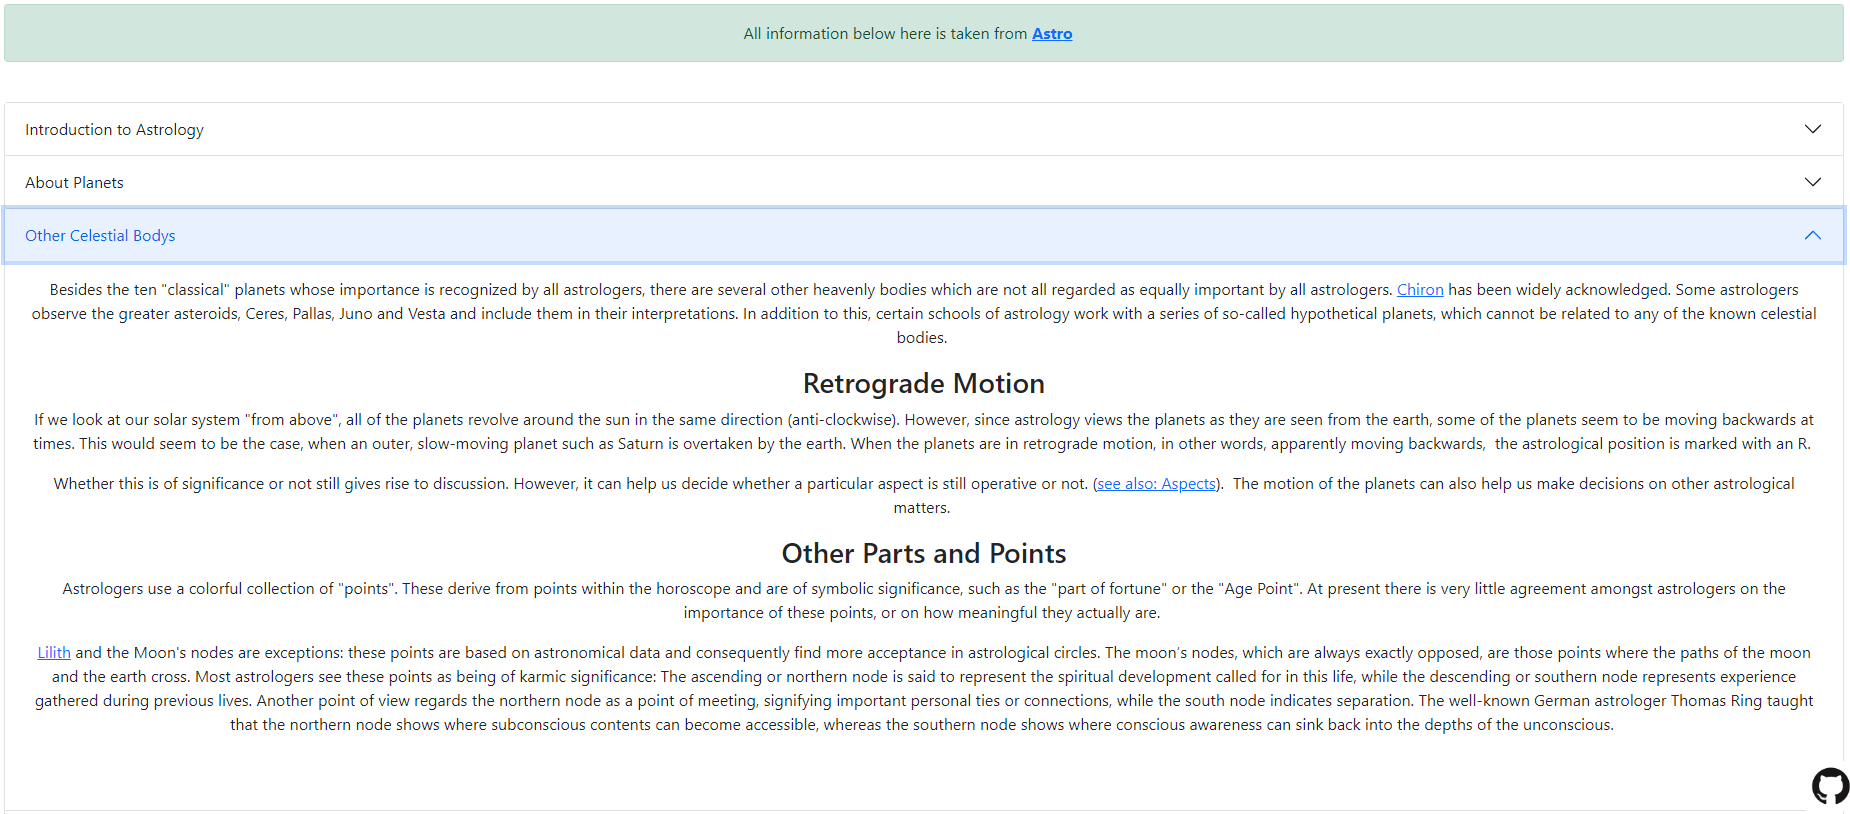 All information below here is taken from Astro
Introduction to Astrology
About Planets
Other Celestial Bodys
Besides the ten "classical" planets whose importance is recognized by all astrologers, there are several other heavenly bodies which are not all regarded as equally important by all astrologers. Chiron has been widely acknowledged. Some astrologers
observe the greater asteroids, Ceres, Pallas, Juno and Vesta and include them in their interpretations. In addition to this, certain schools of astrology work with a series of so-called hypothetical planets, which cannot be related to any of the known celestial
bodies.
Retrograde Motion
If we look at our solar system "from above", all of the planets revolve around the sun in the same direction (anti-clockwise). However, since astrology views the planets as they are seen from the earth, some of the planets seem to be moving backwards at
times. This would seem to be the case, when an outer, slow-moving planet such as Saturn is overtaken by the earth. When the planets are in retrograde motion, in other words, apparently moving backwards,  the astrological position is marked with an R.
Whether this is of significance or not still gives rise to discussion. However, it can help us decide whether a particular aspect is still operative or not. (see also: Aspects).  The motion of the planets can also help us make decisions on other astrological
matters.
Other Parts and Points
Astrologers use a colorful collection of "points". These derive from points within the horoscope and are of symbolic significance, such as the "part of fortune" or the "Age Point". At present there is very little agreement amongst astrologers on the
importance of these points, or on how meaningful they actually are.
Lilith and the Moon's nodes are exceptions: these points are based on astronomical data and consequently find more acceptance in astrological circles. The moon's nodes, which are always exactly opposed, are those points where the paths of the moon
and the earth cross. Most astrologers see these points as being of karmic significance: The ascending or northern node is said to represent the spiritual development called for in this life, while the descending or southern node represents experience
gathered during previous lives. Another point of view regards the northern node as a point of meeting, signifying important personal ties or connections, while the south node indicates separation. The well-known German astrologer Thomas Ring taught
that the northern node shows where subconscious contents can become accessible, whereas the southern node shows where conscious awareness can sink back into the depths of the unconscious.